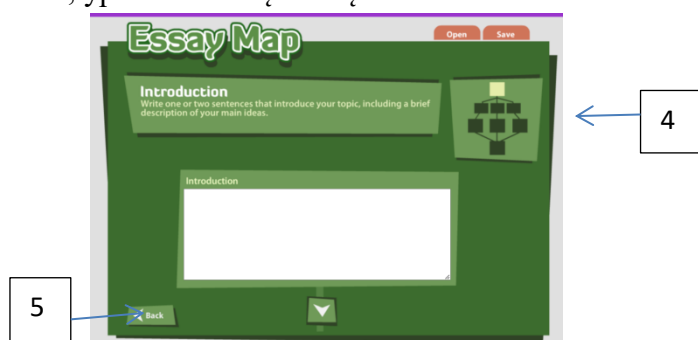 Essay Map
Open Save
Introduction
Write one or two sentences that introduce your topic, including a brief
description of your main ideas.
4
Introduction
5
Back